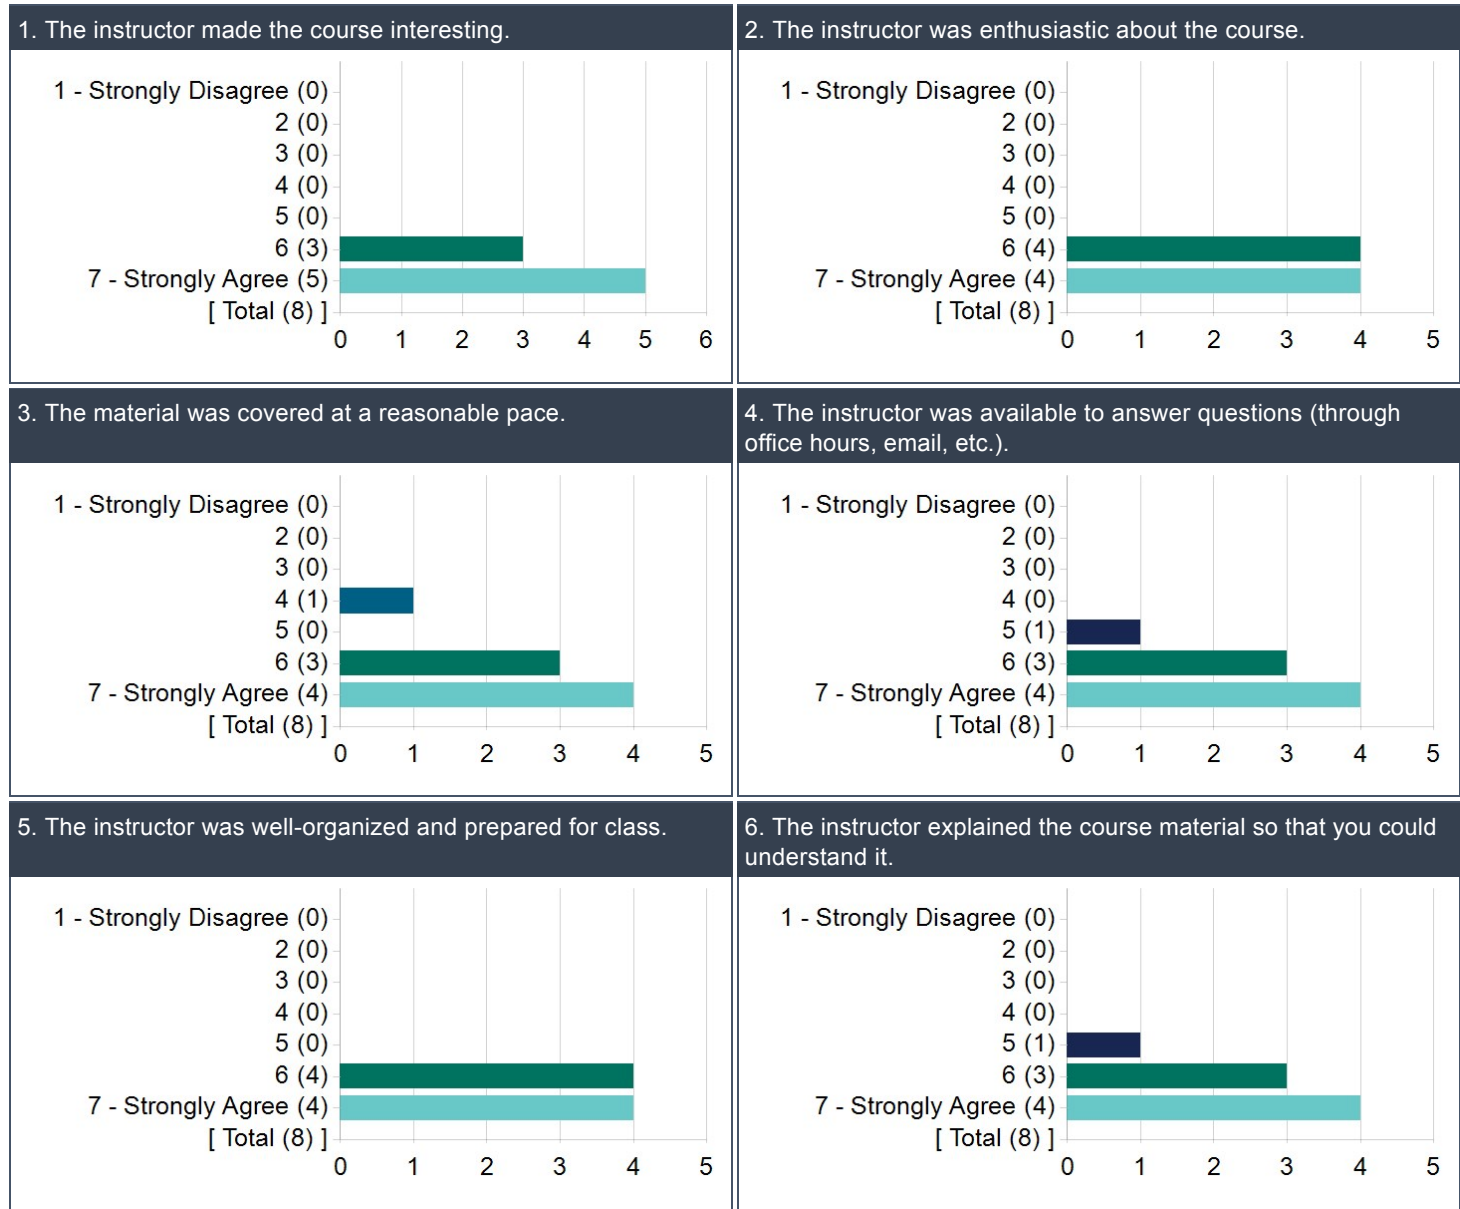 1. The instructor made the course interesting.
1 - Strongly Disagree (0)
2 (0)
3 (0)
4 (0)
5 (0)
6 (3)
7 - Strongly Agree (5)
[ Total (8) ]
0 1 2 3 4 5 6
2. The instructor was enthusiastic about the course.
1 - Strongly Disagree (0)
2 (0)
3 (0)
4 (0)
5 (0)
6 (4)
7 - Strongly Agree (4)
[ Total (8) ]
0 1 2 3 4 5
3. The material was covered at a reasonable pace.
1 - Strongly Disagree (0)
2 (0)
3 (0)
4 (1)
5 (0)
6 (3)
7 - Strongly Agree (4)
[ Total (8) ]
0 1 2 3 4 5
4. The instructor was available to answer questions (through
office hours, email, etc.).
1 - Strongly Disagree (0)
2 (0)
3 (0)
4 (0)
5 (1)
6 (3)
7 - Strongly Agree (4)
[ Total (8) ]
0 1 2 3 4 5
5. The instructor was well-organized and prepared for class.
1 - Strongly Disagree (0)
2 (0)
3 (0)
4 (0)
5 (0)
6 (4)
7 - Strongly Agree (4)
[ Total (8) ]
0 1 2 3 4 5
6. The instructor explained the course material so that you could
understand it.
1 - Strongly Disagree (0)
2 (0)
3 (0)
4 (0)
5 (1)
6 (3)
7 - Strongly Agree (4)
[ Total (8) ]
0 1 2 3 4 5